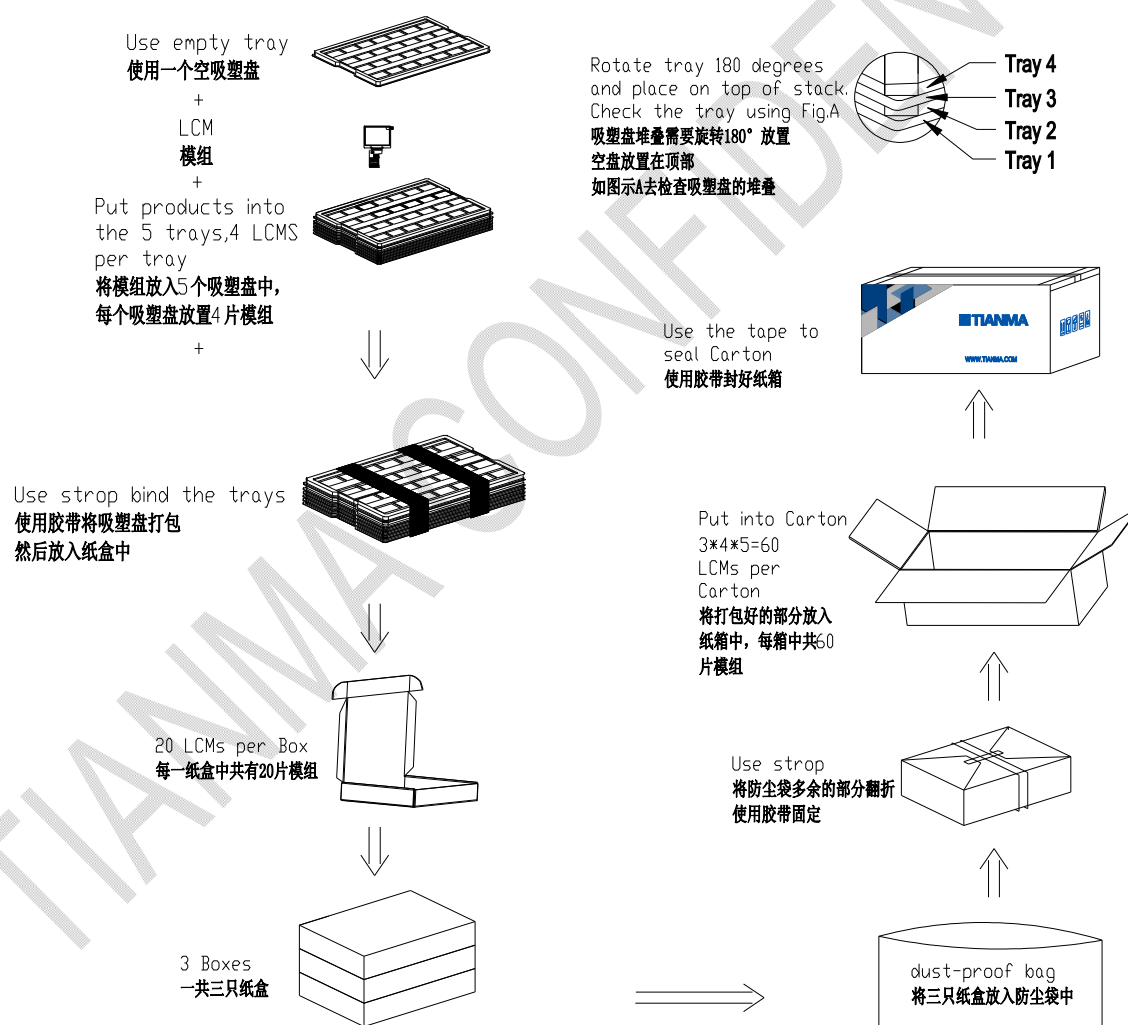 Use empty tray
使用一个空吸塑盘
+
LCM
模组
+
Put products into
the 5 trays,4 LCMS
per tray
将模组放入5个吸塑盘中，
每个吸塑盘放置4片模组
+
Use strop bind the trays
使用胶带将吸塑盘打包
然后放入纸盒中
20 LCMs per Box
每一纸盒中共有20片模组
3 Boxes
一共三只纸盒
dust-proof bag
将三只纸盒放入防尘袋中
Use strop
将防尘袋多余的部分翻折
使用胶带固定
Put into Carton
3*4*5=60
LCMs per
Carton
将打包好的部分放入
纸箱中，每箱中共60
片模组
Use the tape to
seal Carton
使用胶带封好纸箱
TIANMA
WWW.TIANMA.COM
Rotate tray 180 degrees
and place on top of stack.
Check the tray using Fig.A
吸塑盘堆叠需要旋转180°放置
空盘放置在顶部
如图示A去检查吸塑盘的堆叠
Tray 4
Tray 3
Tray 2
Tray 1
TIANMA CONFIDEN